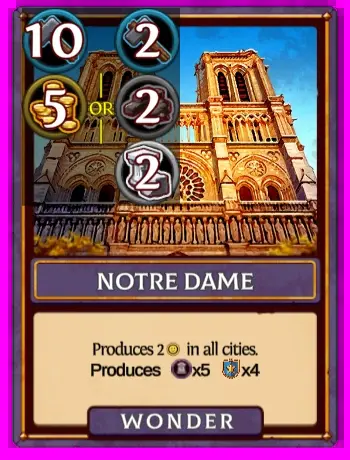 10 2
5 OR 2
2
NOTRE DAME
Produces 2 in all cities.
Produces x5 x4
WONDER